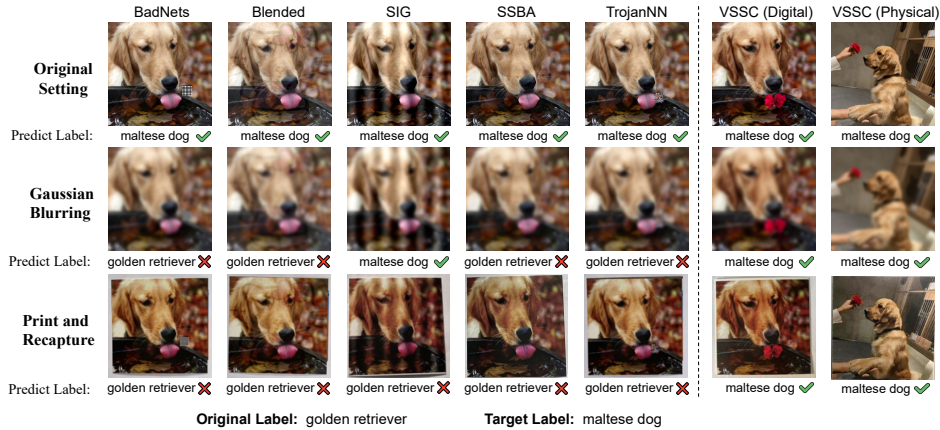 BadNets Blended SIG SSBA TrojanNN VSSC (Digital) VSSC (Physical)
Original
Setting
Predict Label: maltese dog maltese dog maltese dog maltese dog maltese dog maltese dog maltese dog
Gaussian
Blurring
Predict Label: golden retriever golden retriever maltese dog golden retriever golden retriever maltese dog maltese dog
Print and
Recapture
Predict Label: golden retriever golden retriever golden retriever golden retriever golden retriever maltese dog maltese dog
Original Label: golden retriever Target Label: maltese dog